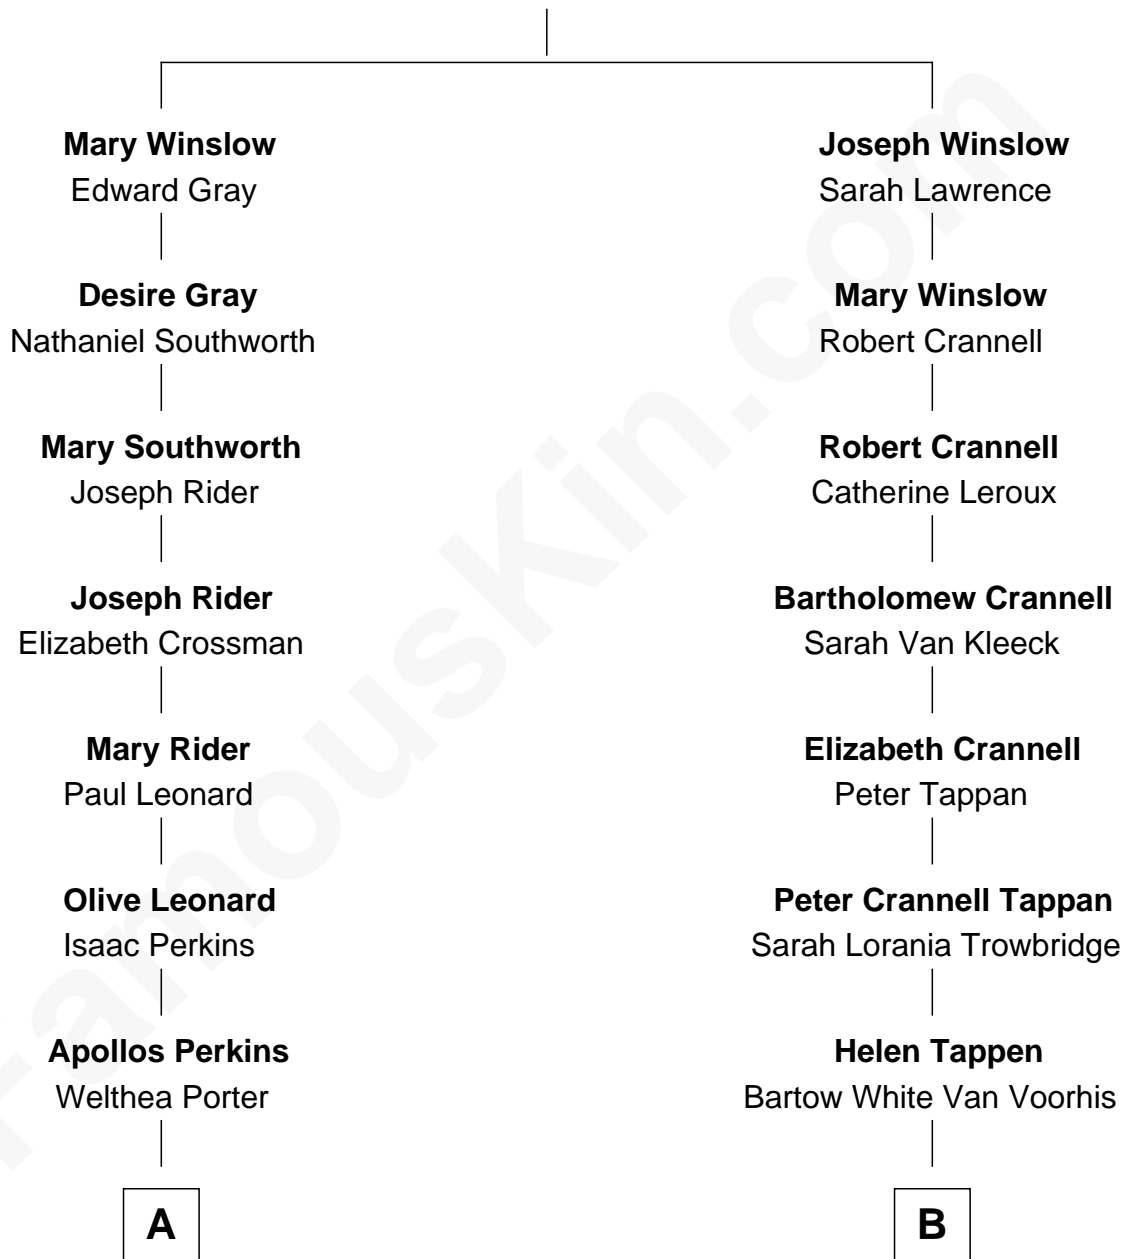 Mary Winslow
Edward Gray
Desire Gray
Nathaniel Southworth
Mary Southworth
Joseph Rider
Joseph Rider
Elizabeth Crossman
Mary Rider
Paul Leonard
Olive Leonard
Isaac Perkins
Apollos Perkins
Welthea Porter
A
Joseph Winslow
Sarah Lawrence
Mary Winslow
Robert Crannell
Robert Crannell
Catherine Leroux
Bartholomew Crannell
Sarah Van Kleeck
Elizabeth Crannell
Peter Tappan
Peter Crannell Tappan
Sarah Lorania Trowbridge
Helen Tappen
Bartow White Van Voorhis
B
FamousKin.com